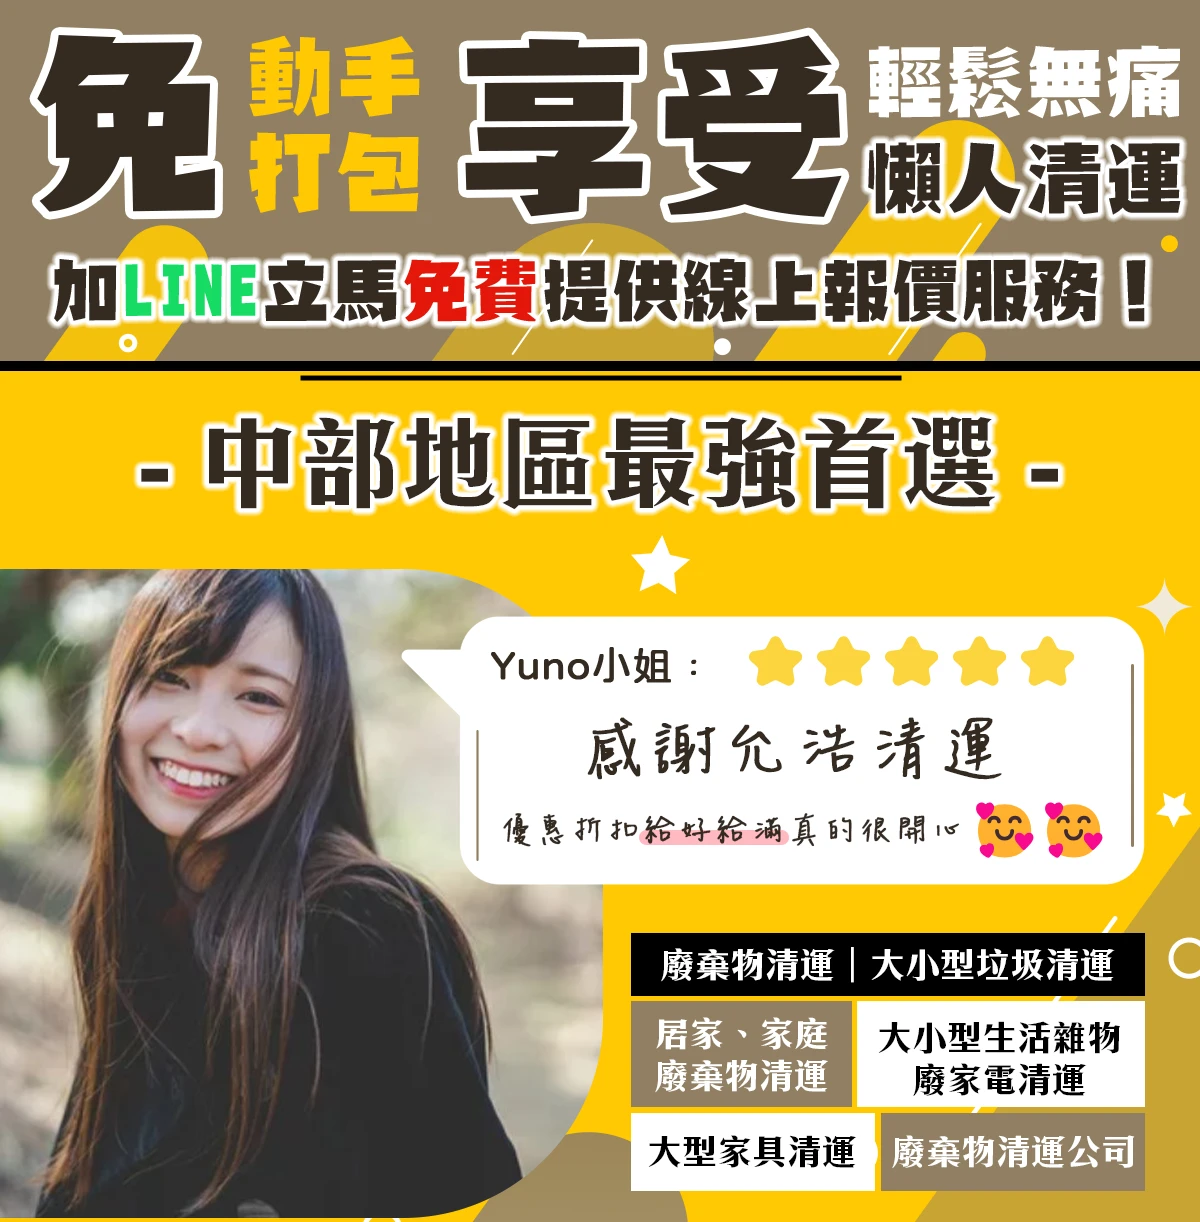 免動手打包享受輕鬆無痛懶人清運
加LINE立馬免費提供線上報價服務！
- 中部地區最強首選 -
Yuno小姐：
感謝允浩清運
優惠折扣給好給滿真的很開心
廢棄物清運｜大小型垃圾清運
居家、家庭
廢棄物清運
大小型生活雜物
廢家電清運
大型家具清運
廢棄物清運公司